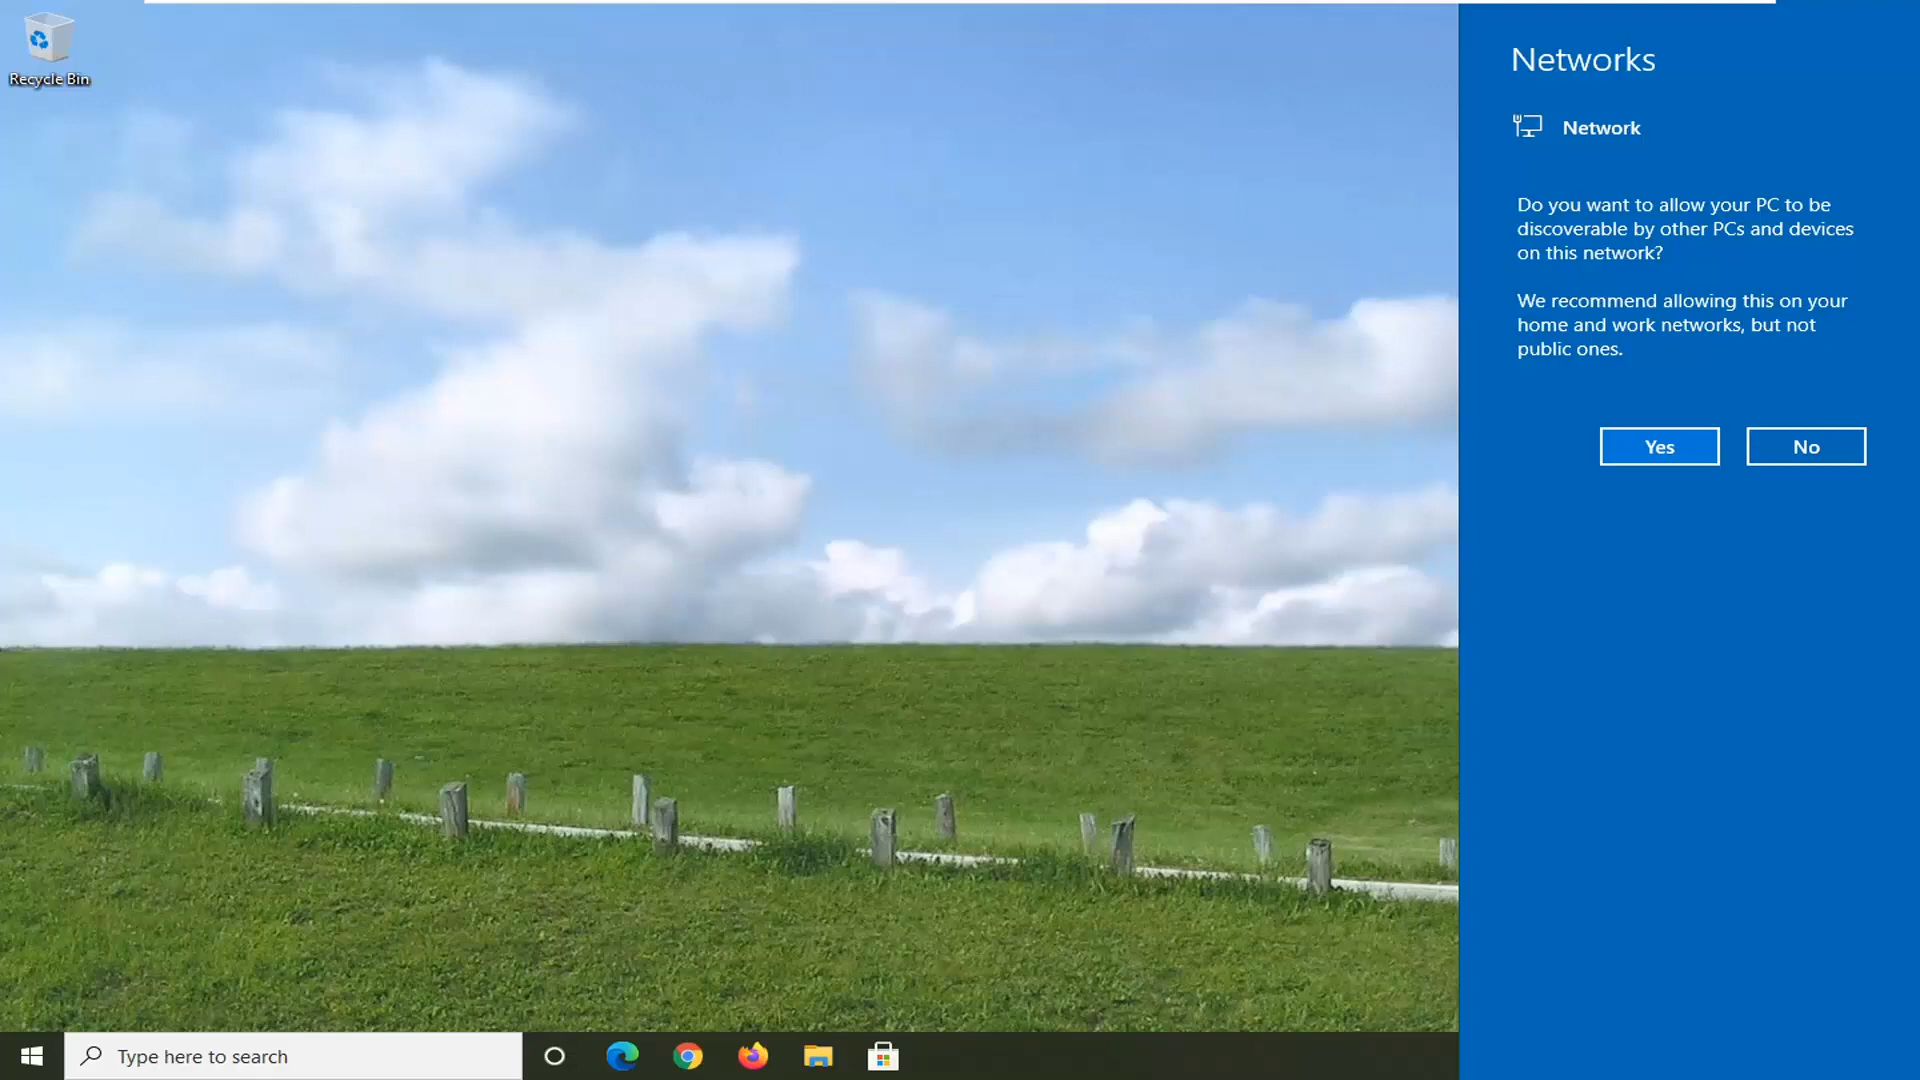 Recycle Bin
Networks
Network
Do you want to allow your PC to be
discoverable by other PCs and devices
on this network?
We recommend allowing this on your
home and work networks, but not
public ones.
Yes
No
Type here to search